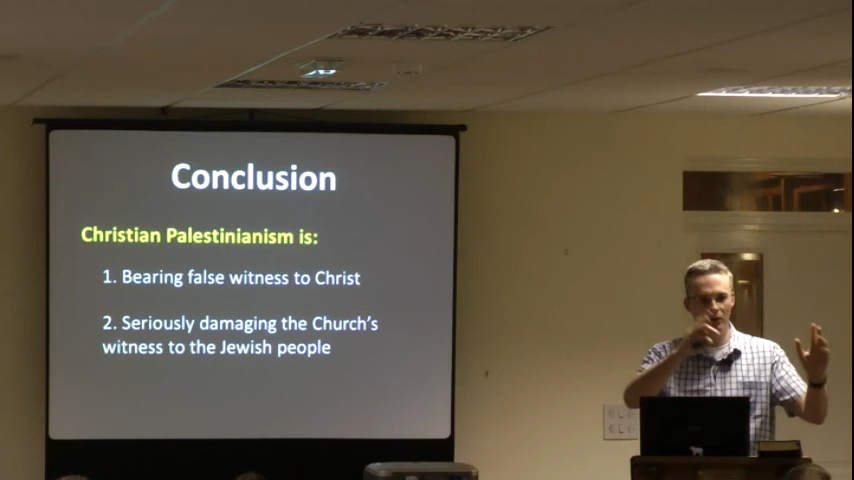 Conclusion
Christian Palestinianism is:
1. Bearing false witness to Christ
2. Seriously damaging the Church's
witness to the Jewish people